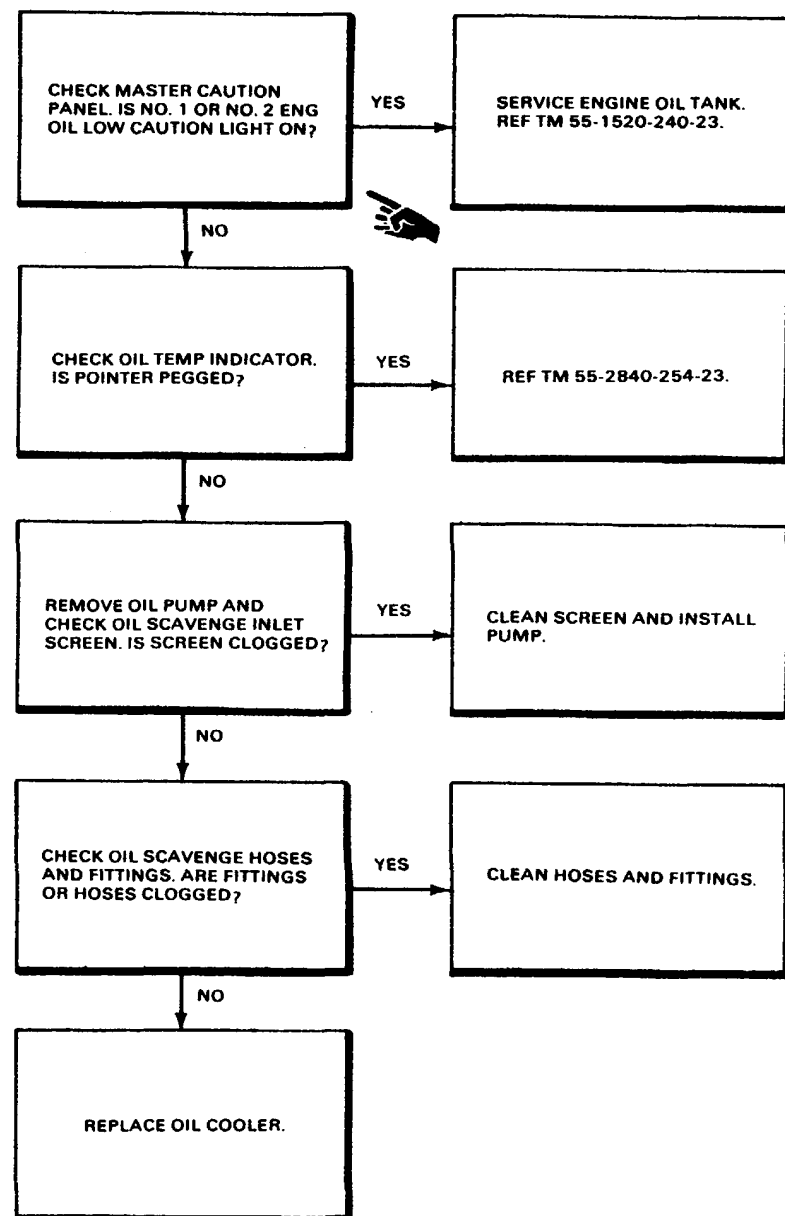 CHECK MASTER CAUTION
PANEL. IS NO. 1 OR NO. 2 ENG
OIL LOW CAUTION LIGHT ON?
YES
SERVICE ENGINE OIL TANK.
REF TM 55-1520-240-23.
NO
CHECK OIL TEMP INDICATOR.
IS POINTER PEGGED?
YES
REF TM 55-2840-254-23.
NO
REMOVE OIL PUMP AND
CHECK OIL SCAVENGE INLET
SCREEN. IS SCREEN CLOGGED?
YES
CLEAN SCREEN AND INSTALL
PUMP.
NO
CHECK OIL SCAVENGE HOSES
AND FITTINGS. ARE FITTINGS
OR HOSES CLOGGED?
YES
CLEAN HOSES AND FITTINGS.
NO
REPLACE OIL COOLER.